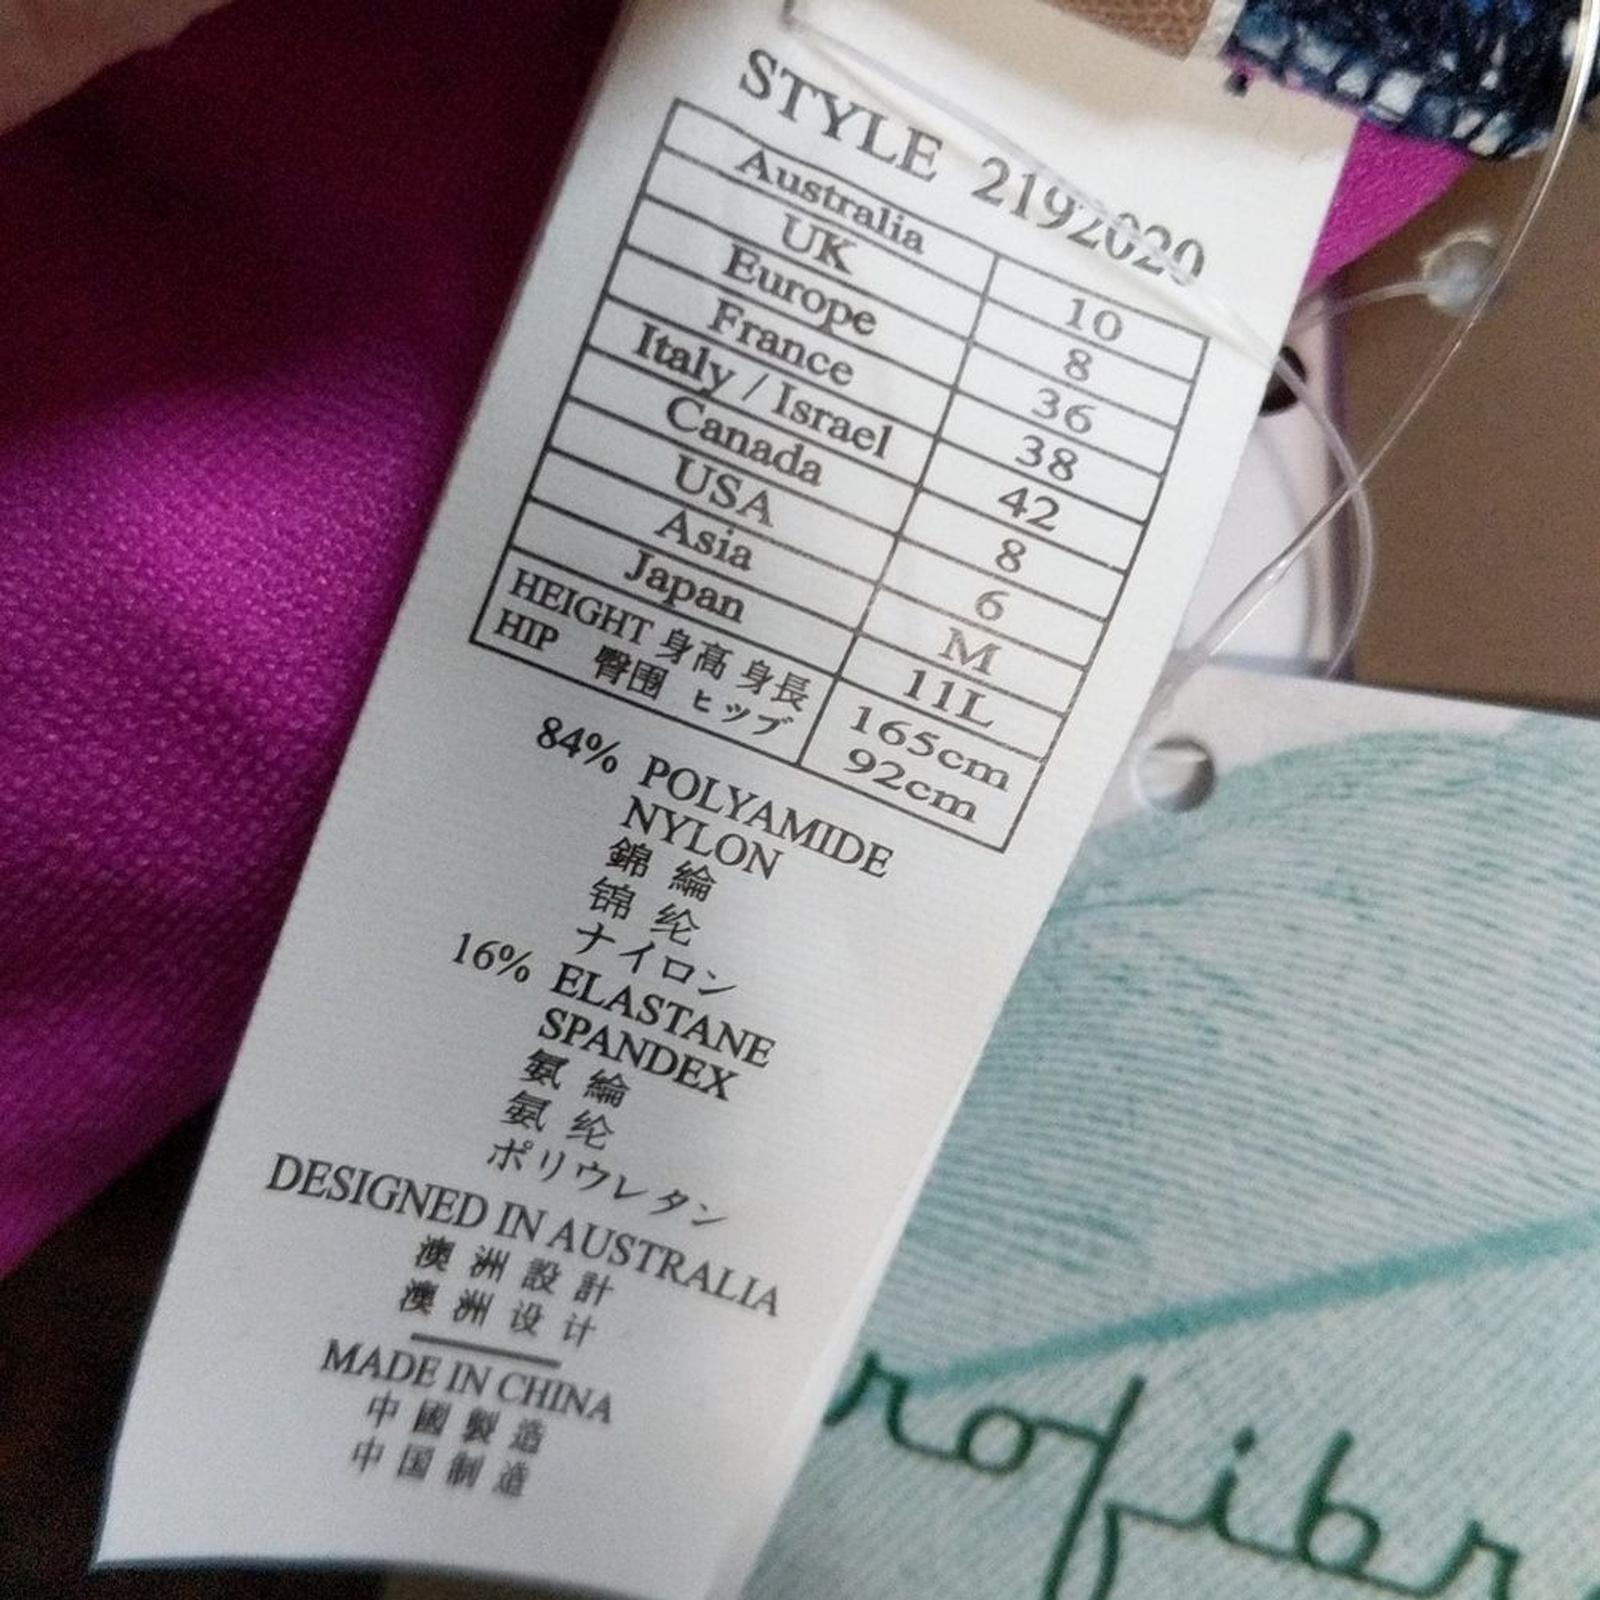 STYLE 2192020
Australia 10
UK 8
Europe 36
France 38
Italy / Israel 42
Canada 8
USA 6
Asia M
Japan 11L
HEIGHT 身高 身長 165cm
HIP 臀围 ヒップ 92cm
84% POLYAMIDE
NYLON
錦 綸
锦 纶
ナイロン
16% ELASTANE
SPANDEX
氨 綸
氨 纶
ポリウレタン
DESIGNED IN AUSTRALIA
澳 洲 設 計
澳 洲 设 计
MADE IN CHINA
中 國 製 造
中 国 制 造
rofibr